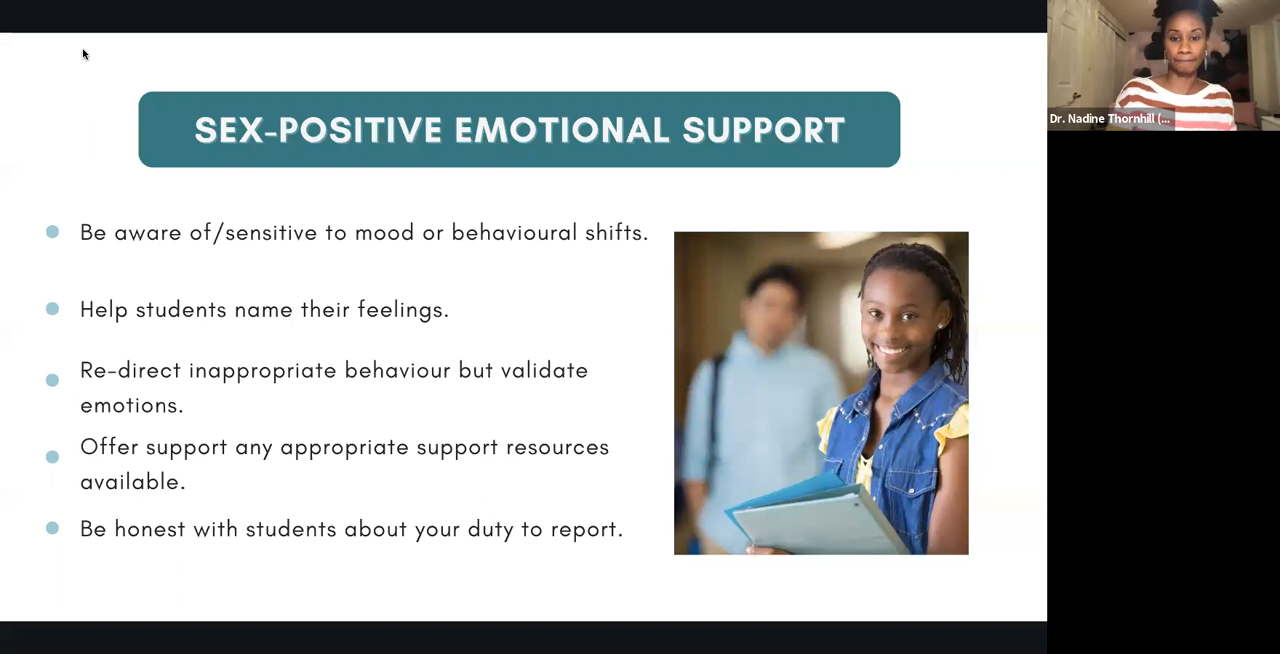 SEX-POSITIVE EMOTIONAL SUPPORT
Be aware of/sensitive to mood or behavioural shifts.
Help students name their feelings.
Re-direct inappropriate behaviour but validate
emotions.
Offer support any appropriate support resources
available.
Be honest with students about your duty to report.
Dr. Nadine Thornhill (...